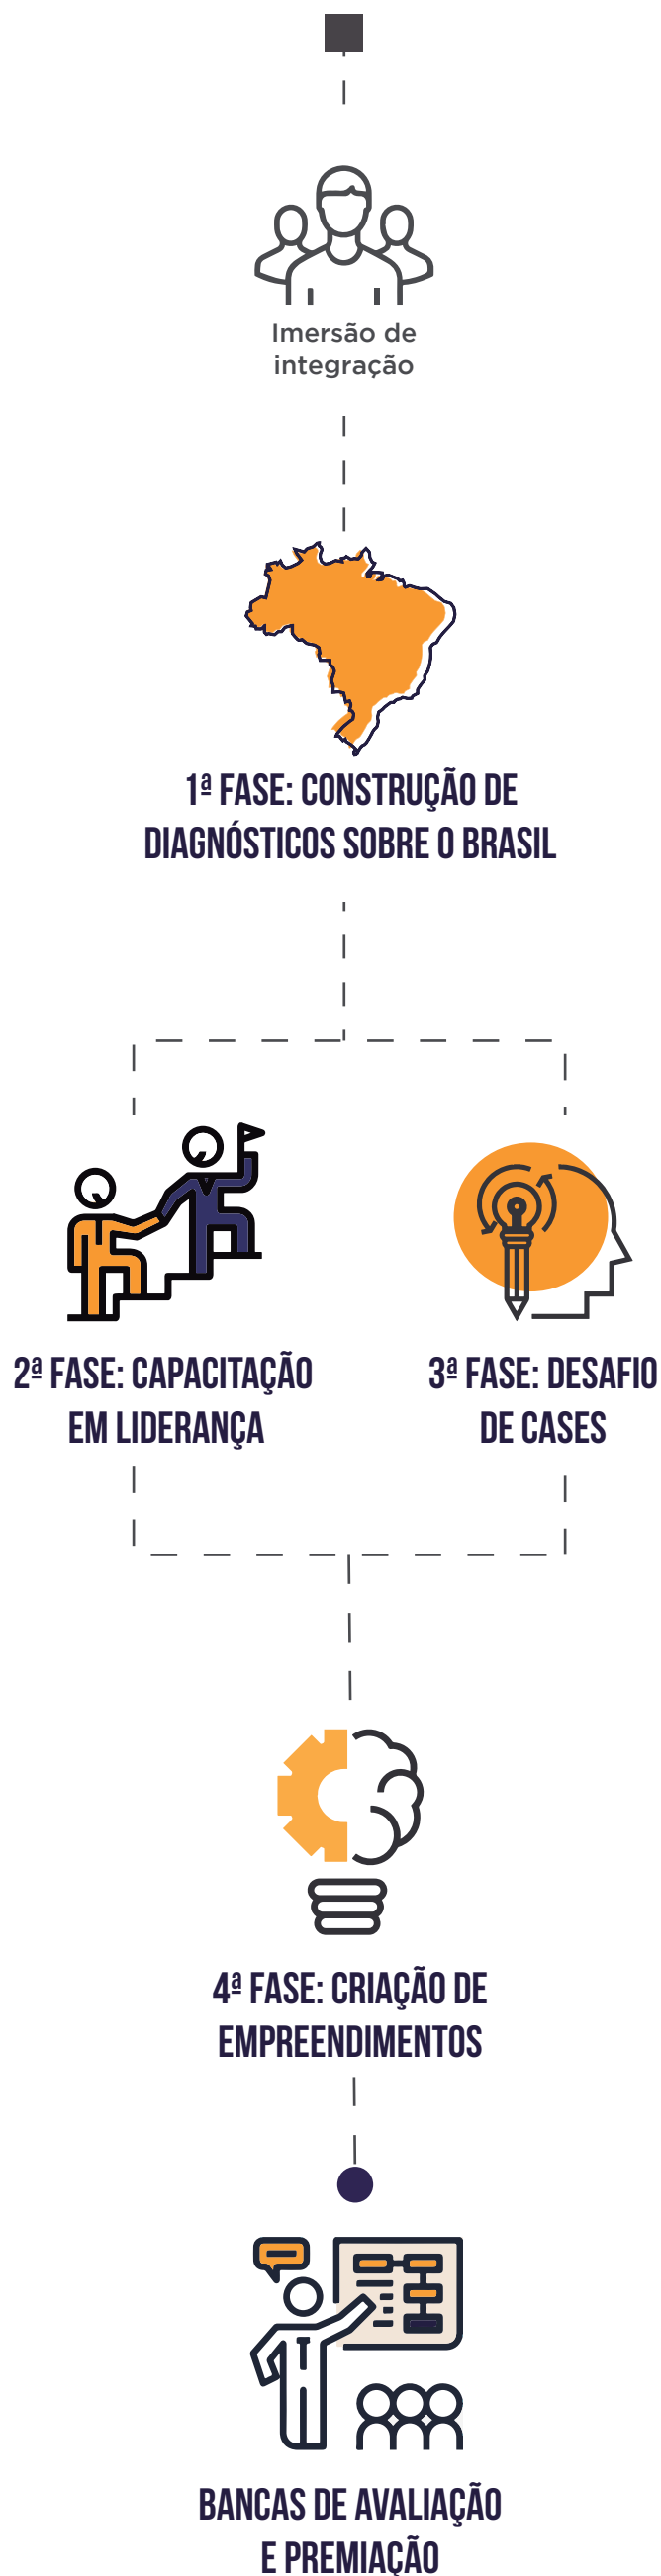 Imersão de
integração
1ª FASE: CONSTRUÇÃO DE
DIAGNÓSTICOS SOBRE O BRASIL
2ª FASE: CAPACITAÇÃO
EM LIDERANÇA
3ª FASE: DESAFIO
DE CASES
4ª FASE: CRIAÇÃO DE
EMPREENDIMENTOS
BANCAS DE AVALIAÇÃO
E PREMIAÇÃO